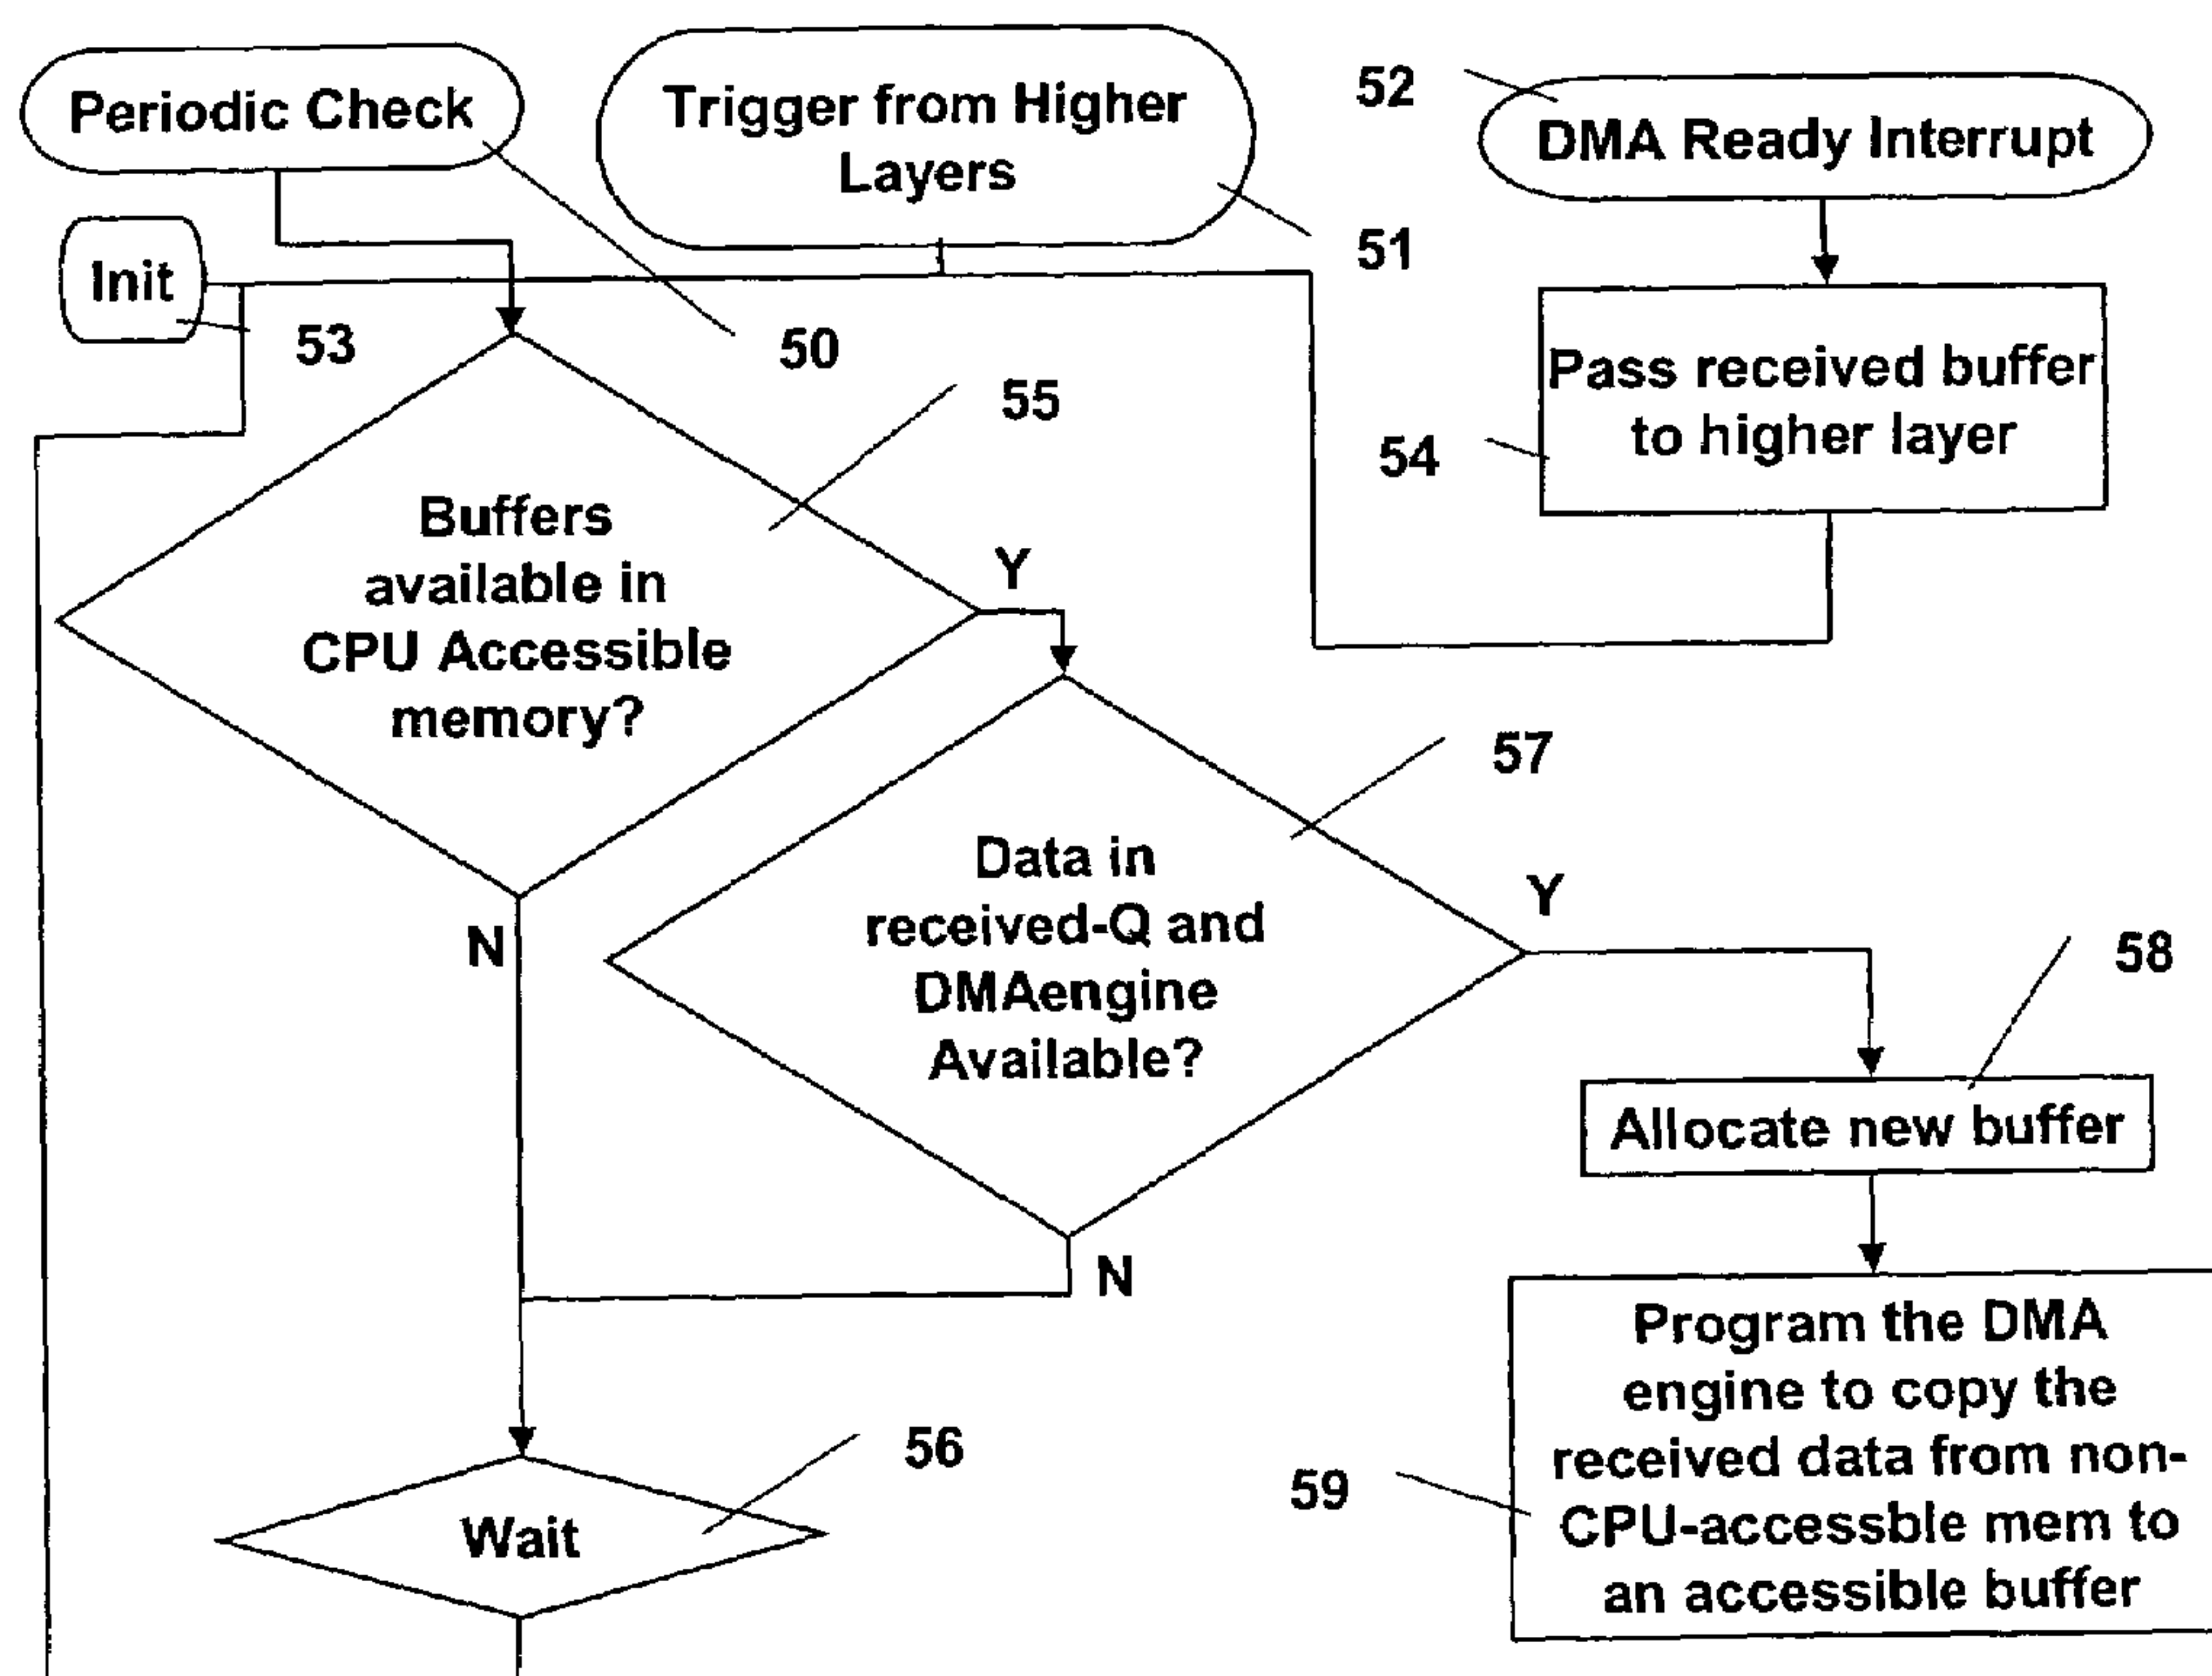 Periodic Check
Trigger from Higher
Layers
52
DMA Ready Interrupt
51
Init
53
50
Pass received buffer
to higher layer
54
55
Buffers
available in
CPU Accessible
memory?
Y
N
57
Data in
received-Q and
DMAengine
Available?
Y
N
58
Allocate new buffer
59
Program the DMA
engine to copy the
received data from non-
CPU-accessble mem to
an accessible buffer
56
Wait